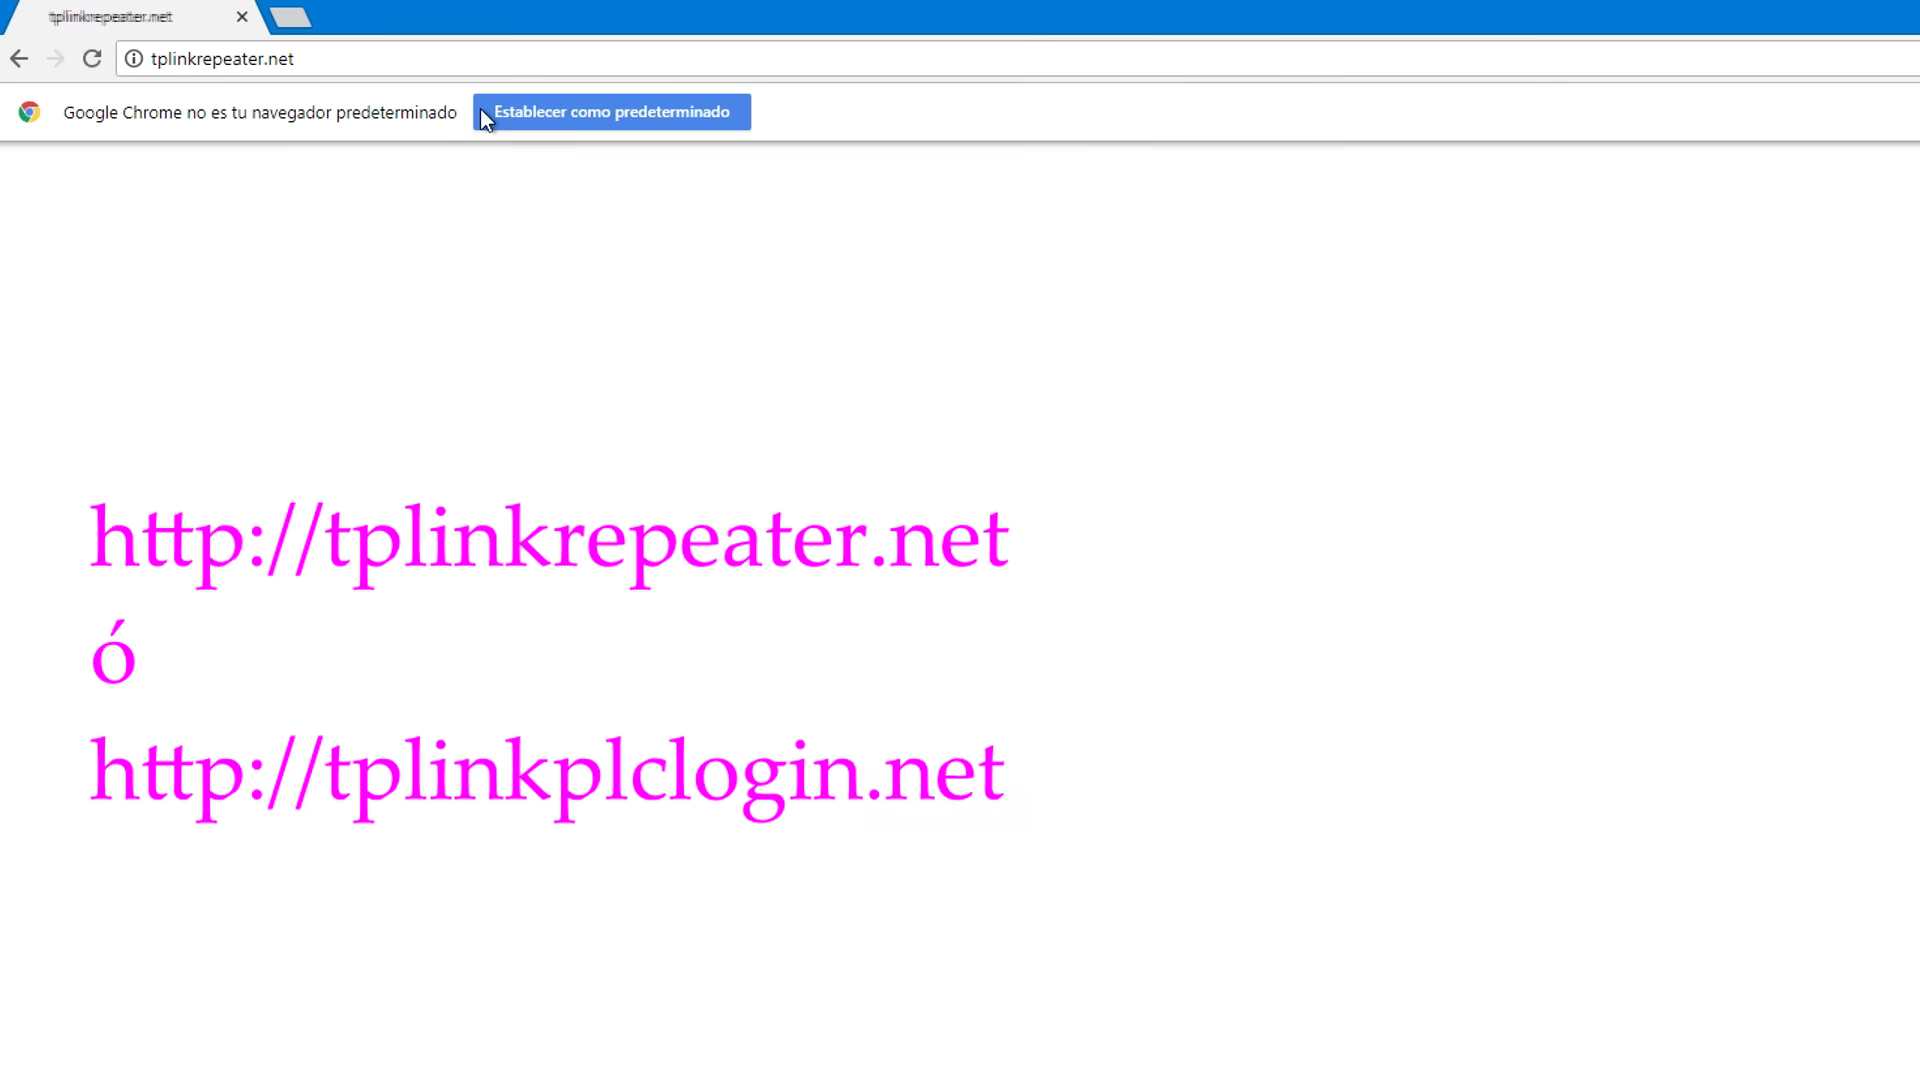 tplinkrepeater.net
tplinkrepeater.net
Google Chrome no es tu navegador predeterminado Establecer como predeterminado
http://tplinkrepeater.net
ó
http://tplinkplclogin.net